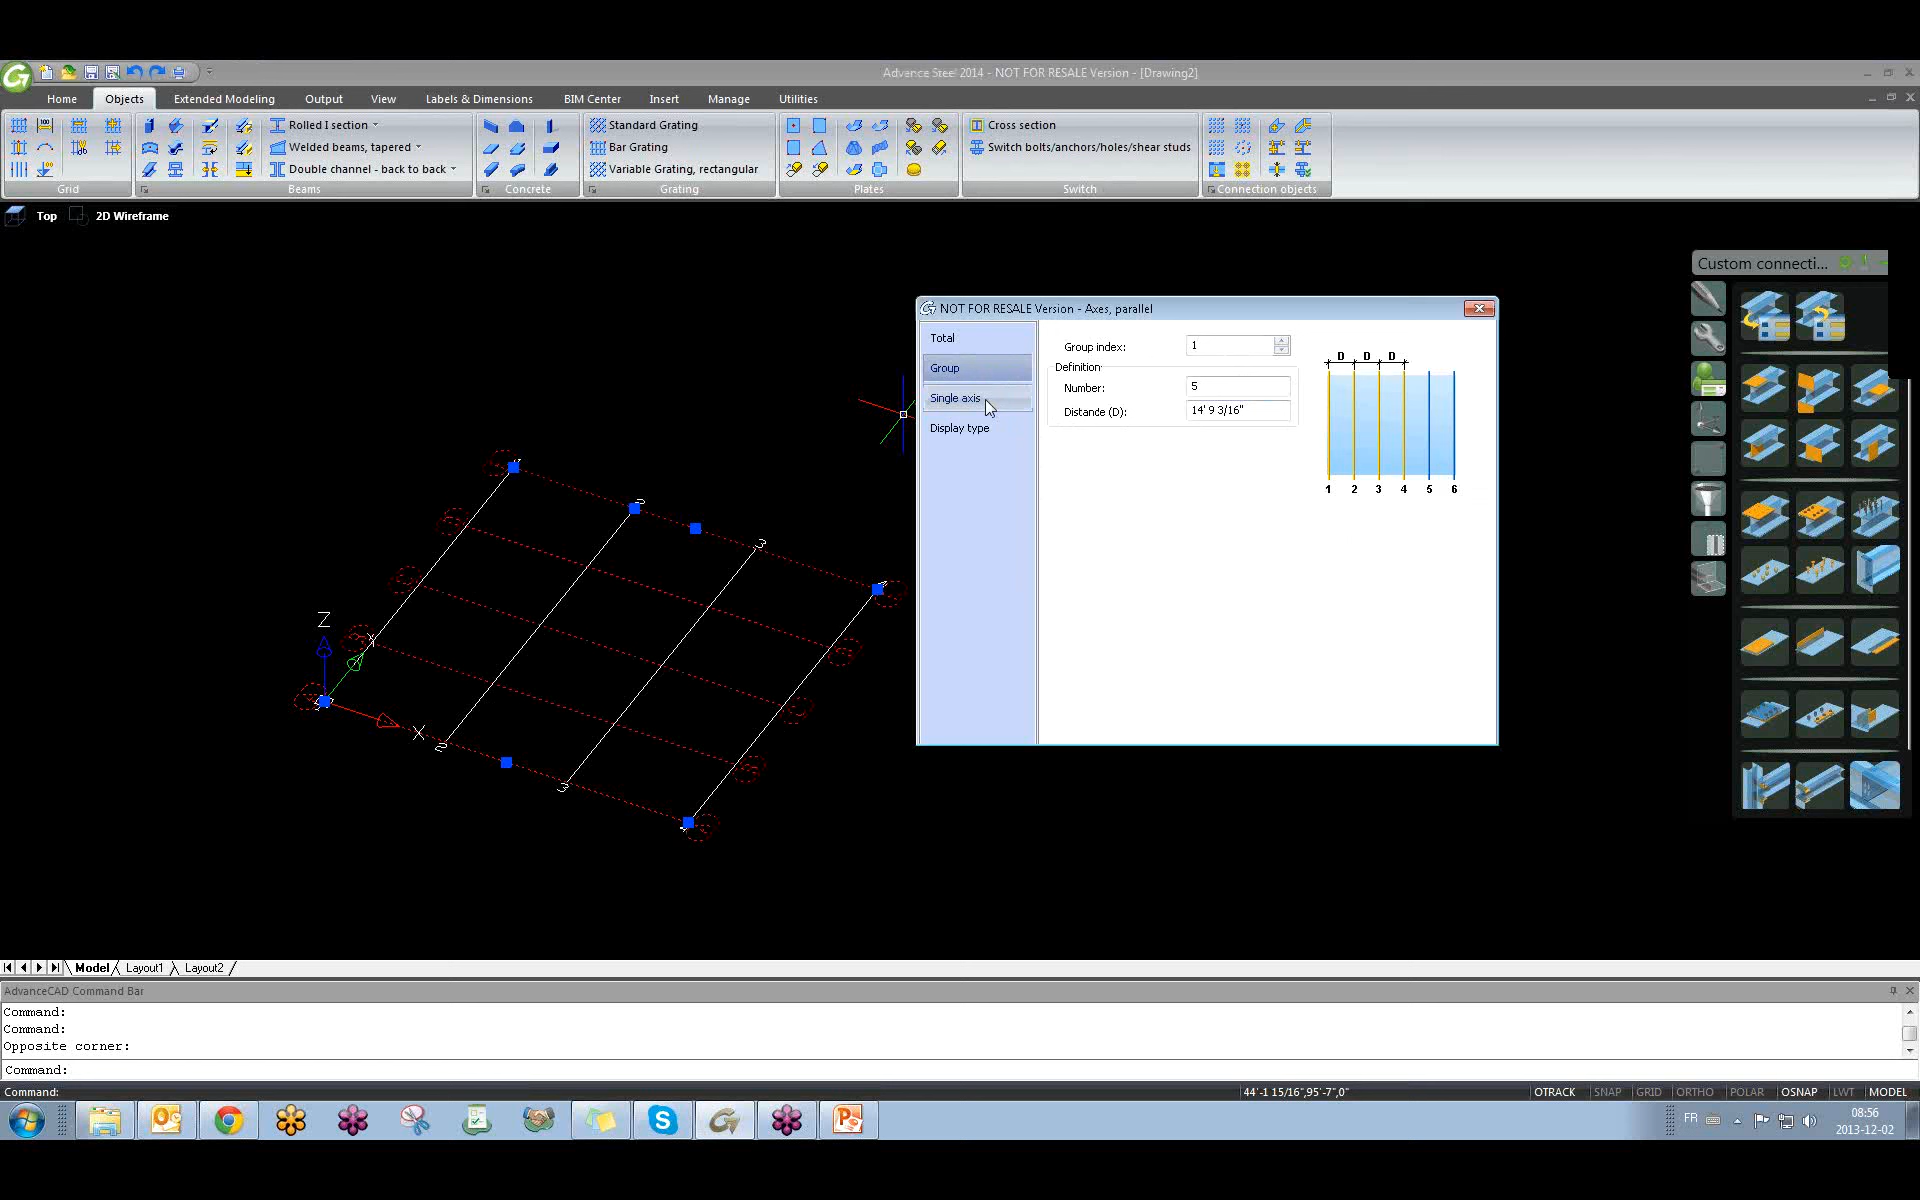 Advance Steel 2014 - NOT FOR RESALE Version - [Drawing2]
Home Objects Extended Modeling Output View Labels & Dimensions BIM Center Insert Manage Utilities
Rolled I section Standard Grating Cross section
Welded beams, tapered Bar Grating Switch bolts/anchors/holes/shear studs
Double channel - back to back Variable Grating, rectangular
Grid Beams Concrete Grating Plates Switch Connection objects
Top 2D Wireframe
Custom connecti...
NOT FOR RESALE Version - Axes, parallel
Total
Group
Single axis
Display type
Group index: 1
Definition
Number: 5
Distande (D): 14' 9 3/16"
D D D
1 2 3 4 5 6
2
3
Z
Y
X
2
3
Model Layout1 Layout2
AdvanceCAD Command Bar
Command:
Command:
Opposite corner:
Command:
Command: 44'-1 15/16",95'-7",0" OTRACK SNAP GRID ORTHO POLAR OSNAP LWT MODEL
FR 08:56
2013-12-02